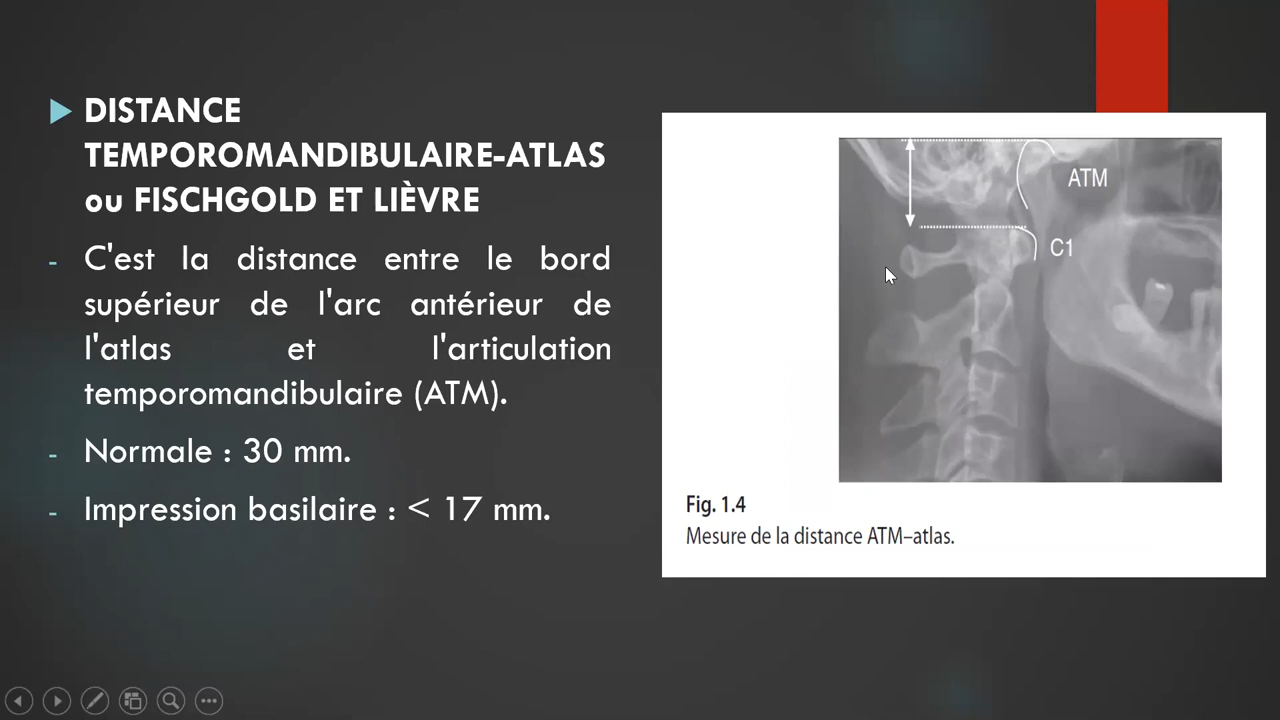 DISTANCE
TEMPOROMANDIBULAIRE-ATLAS
ou FISCHGOLD ET LIÈVRE
- C'est la distance entre le bord
supérieur de l'arc antérieur de
l'atlas et l'articulation
temporomandibulaire (ATM).
- Normale : 30 mm.
- Impression basilaire : < 17 mm.
ATM
C1
Fig. 1.4
Mesure de la distance ATM–atlas.